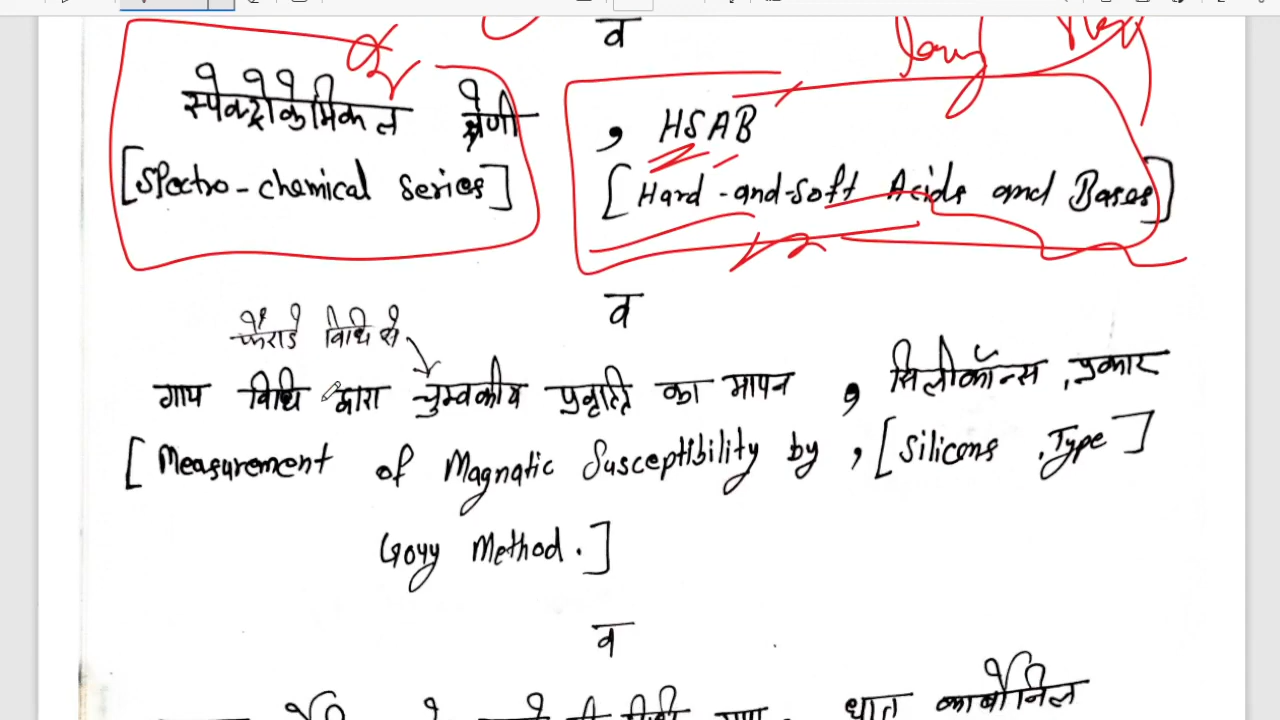 व
स्पेक्ट्रोकेमिकल श्रेणी , HSAB
[Spectro-chemical Series] [Hard-and-Soft Acids and Bases]
व
फैराडे विधि से
गाय विधि द्वारा चुम्बकीय प्रवृत्ति का मापन , सिलीकॉन्स , प्रकार
[Measurement of Magnatic Susceptibility by , [Silicons , Type]
Gouy Method.]
व
धातु कार्बोनिल